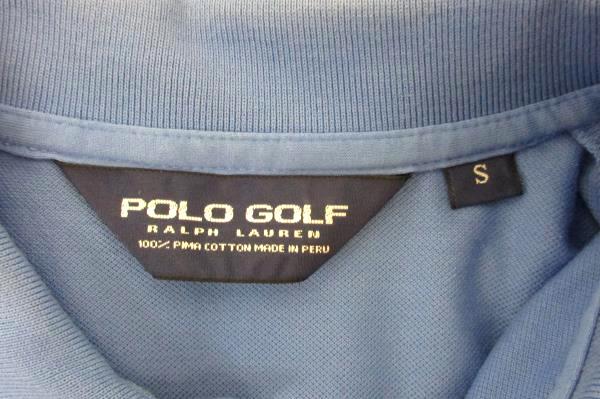 POLO GOLF
RALPH LAUREN
100% PIMA COTTON MADE IN PERU
S